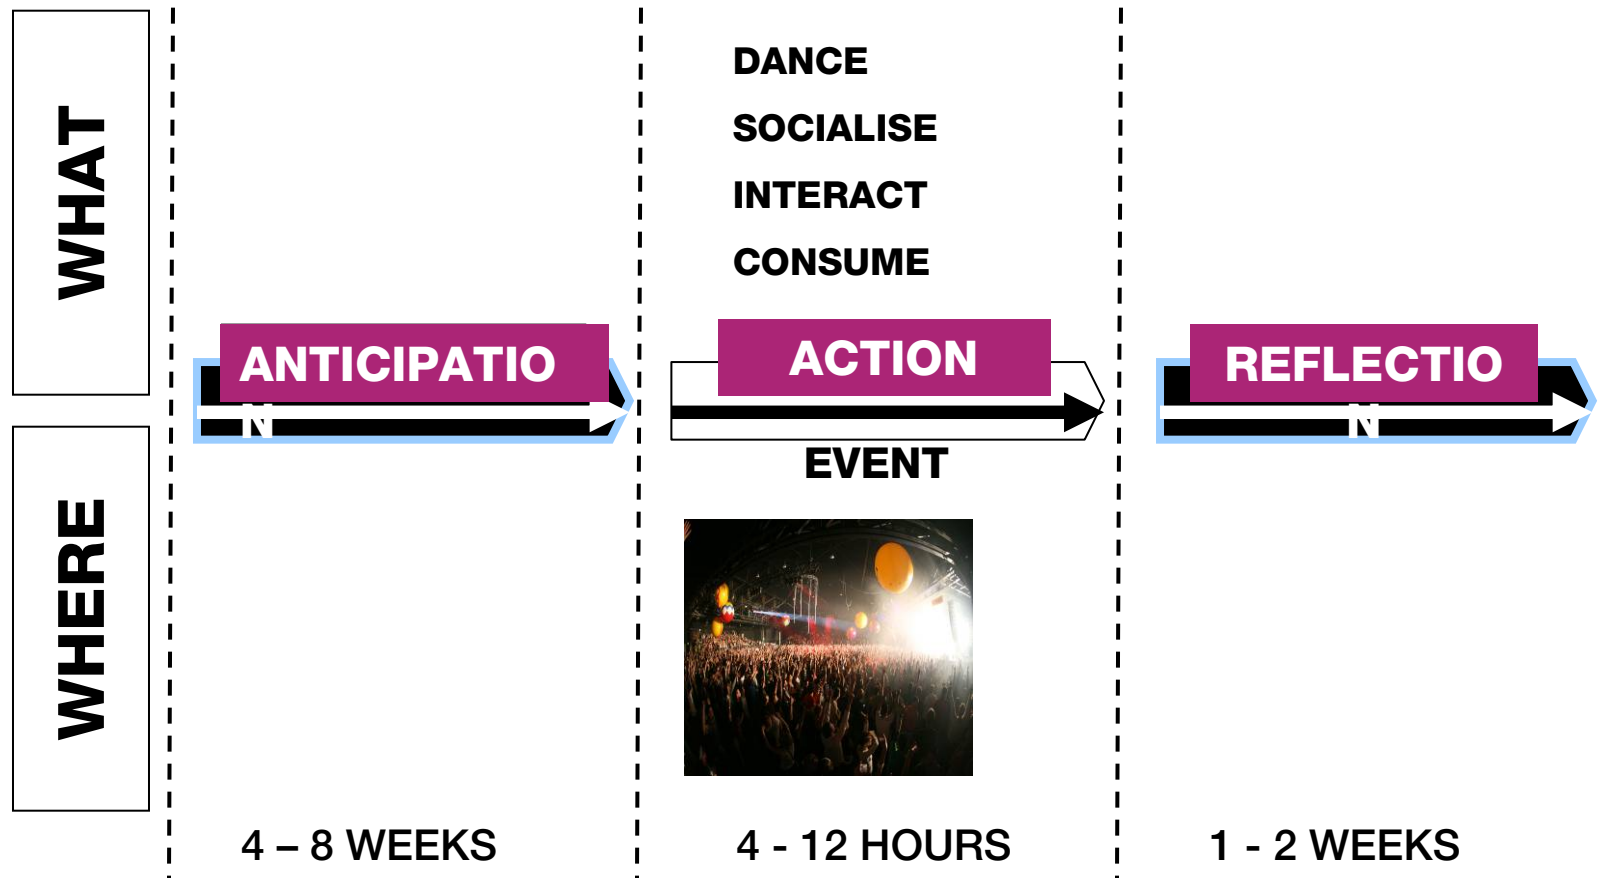 WHAT
DANCE
SOCIALISE
INTERACT
CONSUME
ANTICIPATIO
N
ACTION
REFLECTIO
N
EVENT
WHERE
4 – 8 WEEKS
4 - 12 HOURS
1 - 2 WEEKS